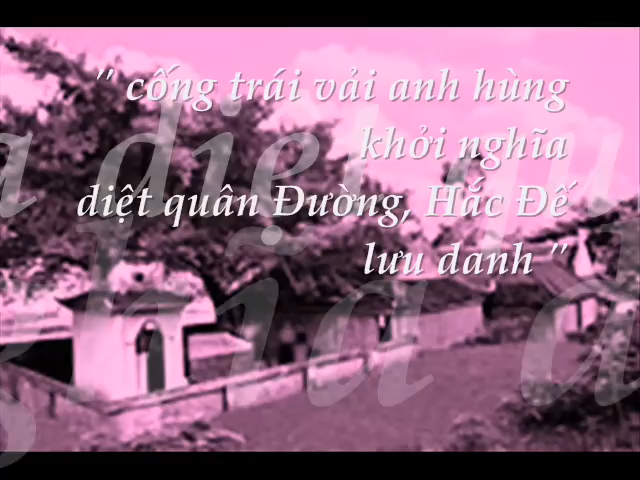 " cống trái vải anh hùng
khởi nghĩa
diệt quân Đường, Hắc Đế
lưu danh "